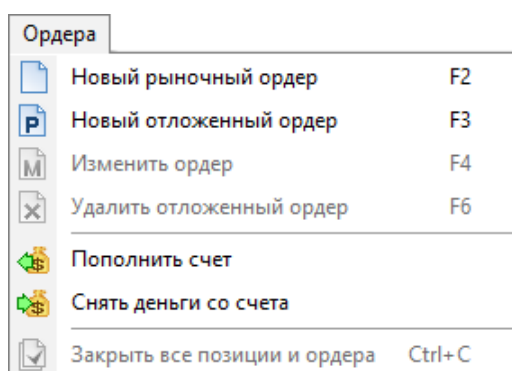 Ордера
Новый рыночный ордер F2
P Новый отложенный ордер F3
M Изменить ордер F4
Удалить отложенный ордер F6
$ Пополнить счет
$ Снять деньги со счета
Закрыть все позиции и ордера Ctrl+C